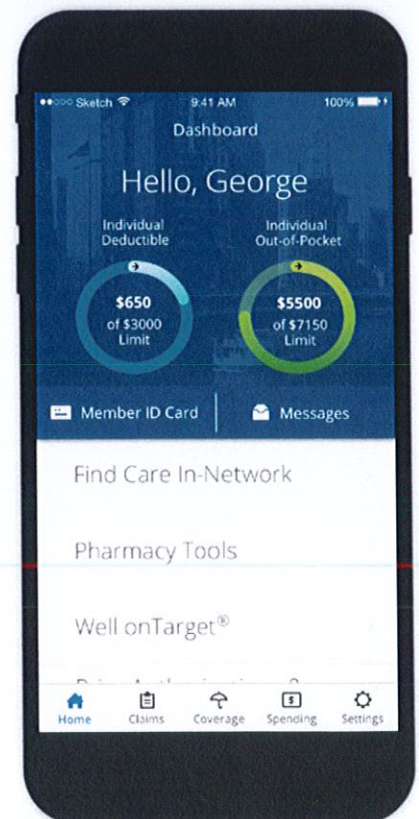 Sketch 9:41 AM 100%
Dashboard
Hello, George
Individual Deductible
Individual Out-of-Pocket
$650
of $3000
Limit
$5500
of $7150
Limit
Member ID Card
Messages
Find Care In-Network
Pharmacy Tools
Well onTarget®
Home Claims Coverage Spending Settings